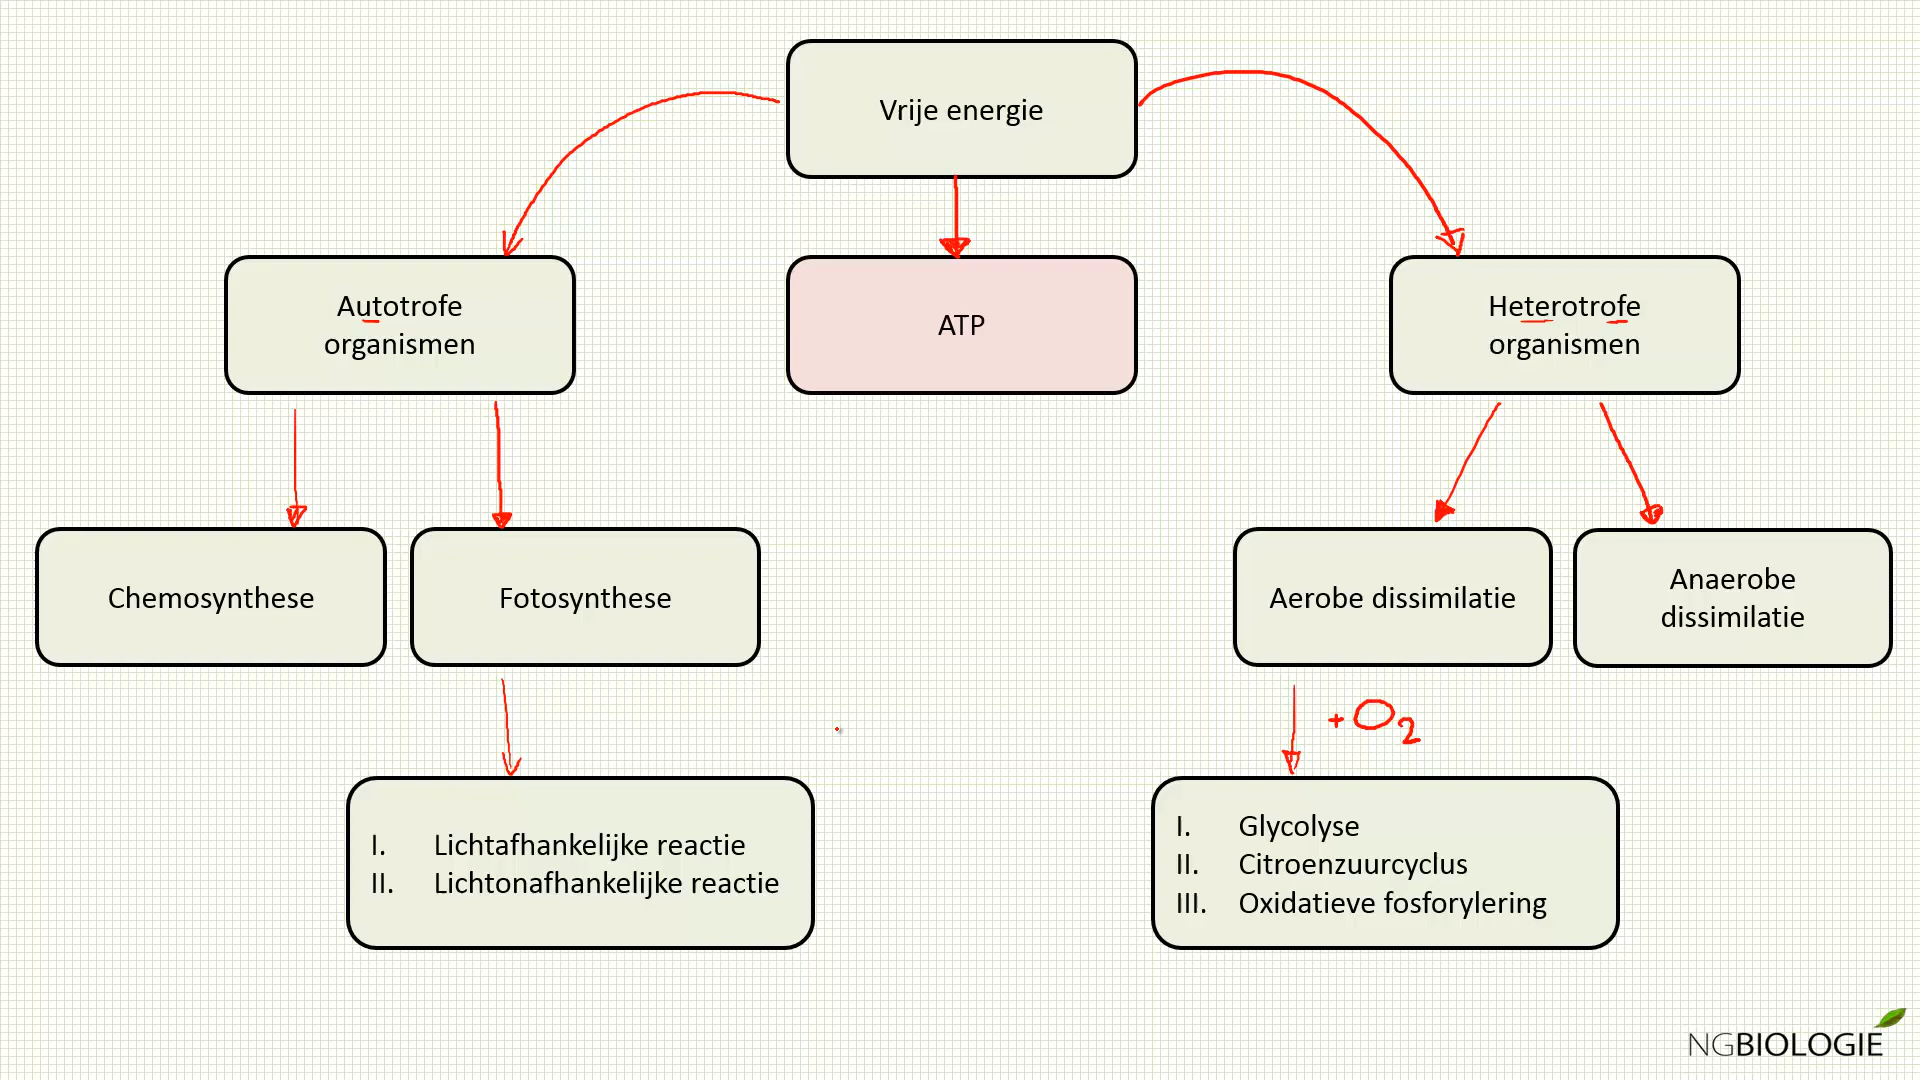 Vrije energie
Autotrofe
organismen
ATP
Heterotrofe
organismen
Chemosynthese
Fotosynthese
Aerobe dissimilatie
Anaerobe
dissimilatie
+O₂
I. Lichtafhankelijke reactie
II. Lichtonafhankelijke reactie
I. Glycolyse
II. Citroenzuurcyclus
III. Oxidatieve fosforylering
NGBIOLOGIE